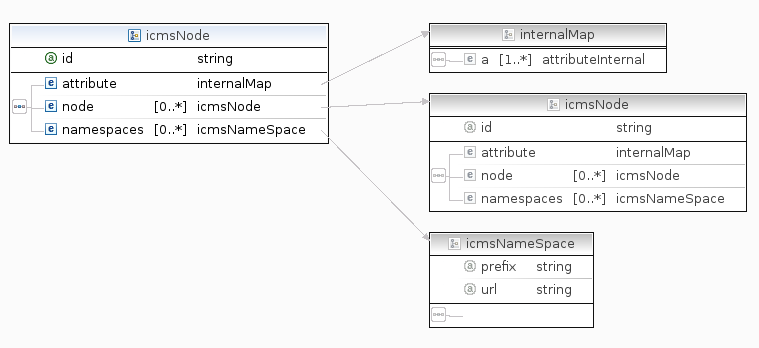 icmsNode
a id string
e attribute internalMap
e node [0..*] icmsNode
e namespaces [0..*] icmsNameSpace
internalMap
e a [1..*] attributeInternal
icmsNode
a id string
e attribute internalMap
e node [0..*] icmsNode
e namespaces [0..*] icmsNameSpace
icmsNameSpace
a prefix string
a url string